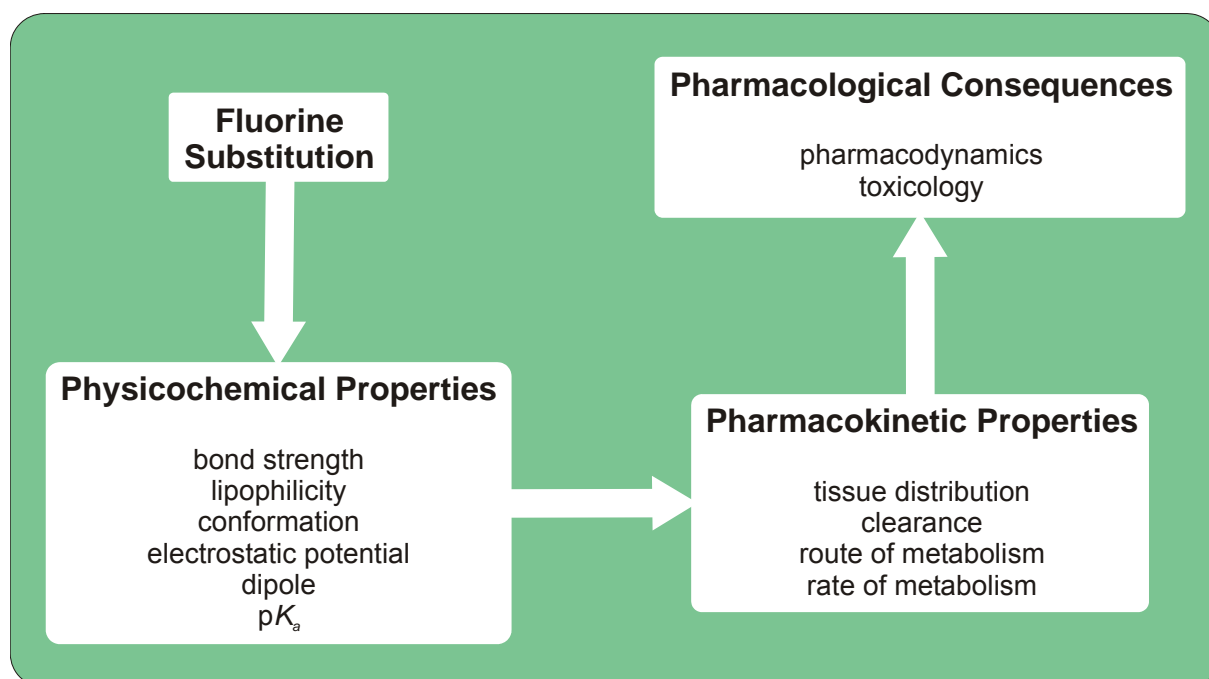 Fluorine
Substitution
Physicochemical Properties
bond strength
lipophilicity
conformation
electrostatic potential
dipole
pKa
Pharmacokinetic Properties
tissue distribution
clearance
route of metabolism
rate of metabolism
Pharmacological Consequences
pharmacodynamics
toxicology